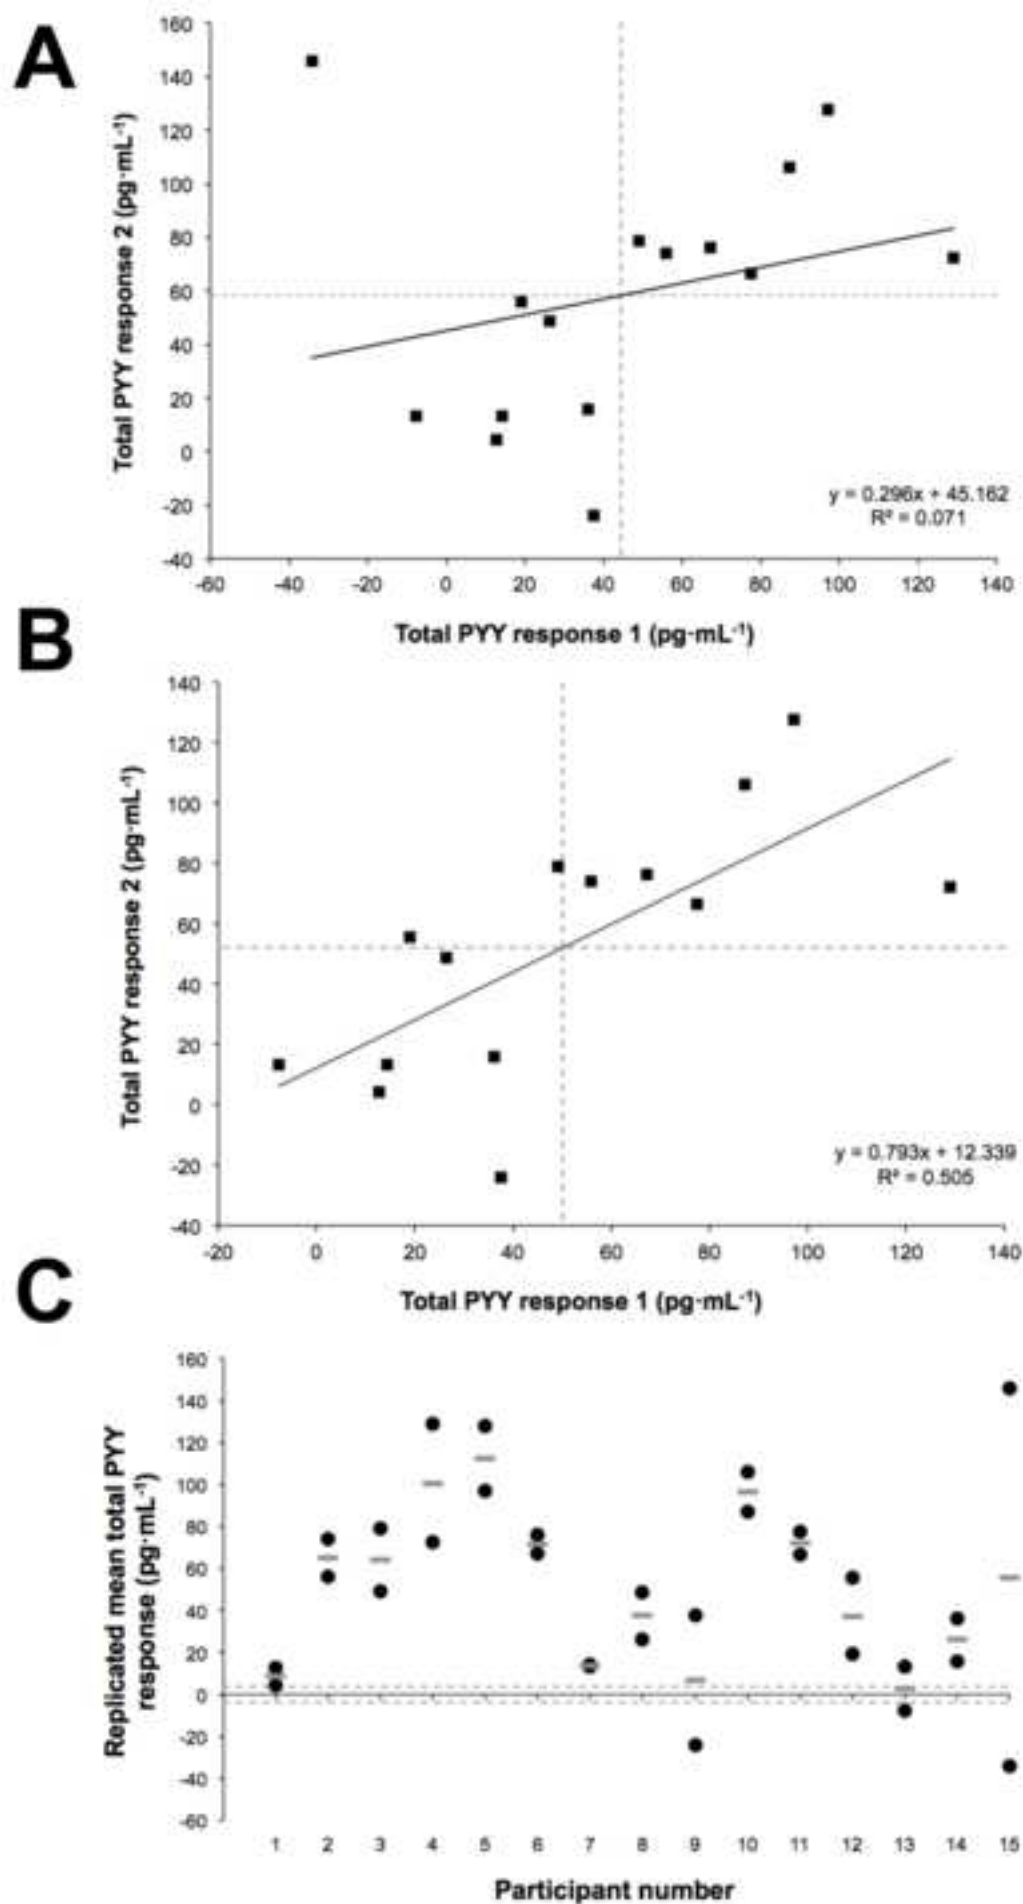 A
160
140
120
100
80
60
40
20
0
-20
-40
Total PYY response 2 (pg·mL⁻¹)
y = 0.296x + 45.162
R² = 0.071
-60 -40 -20 0 20 40 60 80 100 120 140
Total PYY response 1 (pg·mL⁻¹)
B
140
120
100
80
60
40
20
0
-20
-40
Total PYY response 2 (pg·mL⁻¹)
y = 0.793x + 12.339
R² = 0.505
-20 0 20 40 60 80 100 120 140
Total PYY response 1 (pg·mL⁻¹)
C
160
140
120
100
80
60
40
20
0
-20
-40
-60
Replicated mean total PYY
response (pg·mL⁻¹)
1 2 3 4 5 6 7 8 9 10 11 12 13 14 15
Participant number